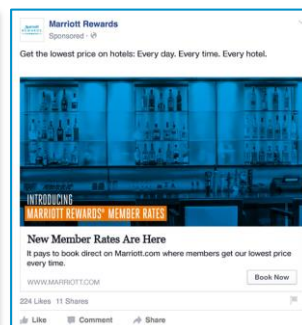 Marriott Rewards
Sponsored ·
Get the lowest price on hotels: Every day. Every time. Every hotel.
INTRODUCING
MARRIOTT REWARDS' MEMBER RATES
New Member Rates Are Here
It pays to book direct on Marriott.com where members get our lowest price
every time.
WWW.MARRIOTT.COM
Book Now
224 Likes 11 Shares
Like Comment Share